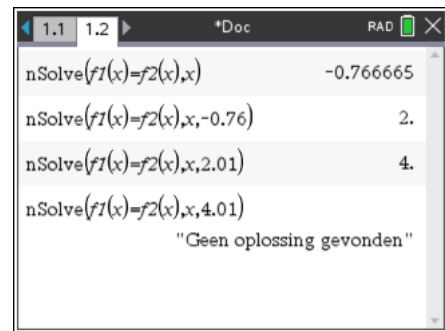 1.1 1.2 *Doc RAD
nSolve(f1(x)=f2(x),x) -0.766665
nSolve(f1(x)=f2(x),x,-0.76) 2.
nSolve(f1(x)=f2(x),x,2.01) 4.
nSolve(f1(x)=f2(x),x,4.01)
"Geen oplossing gevonden"